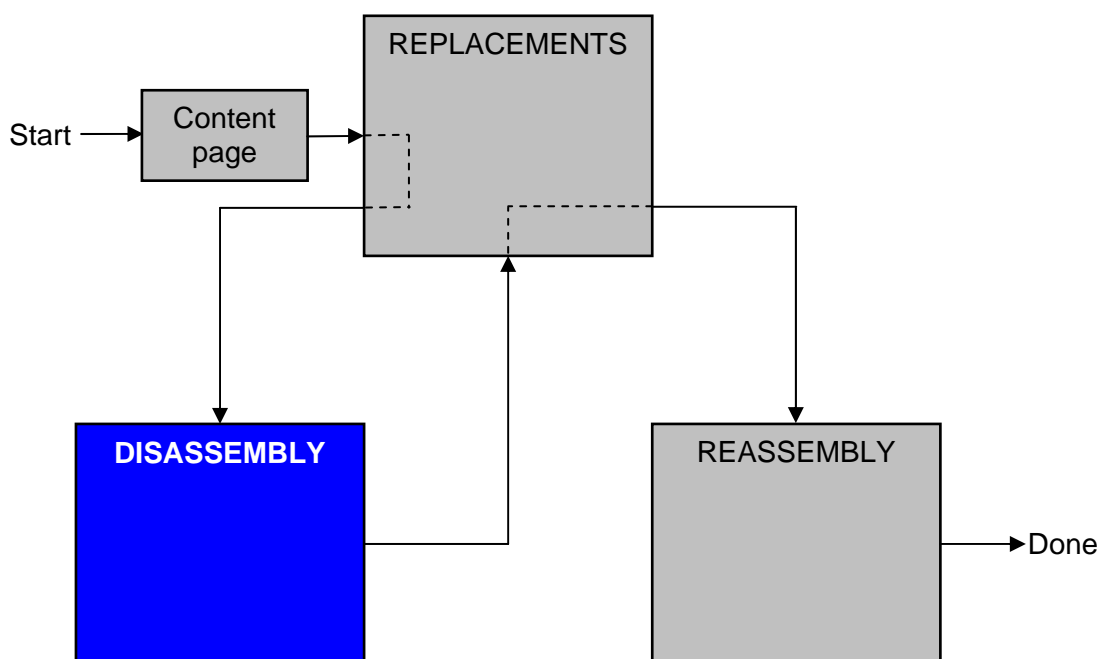 REPLACEMENTS
Start
Content
page
DISASSEMBLY
REASSEMBLY
Done